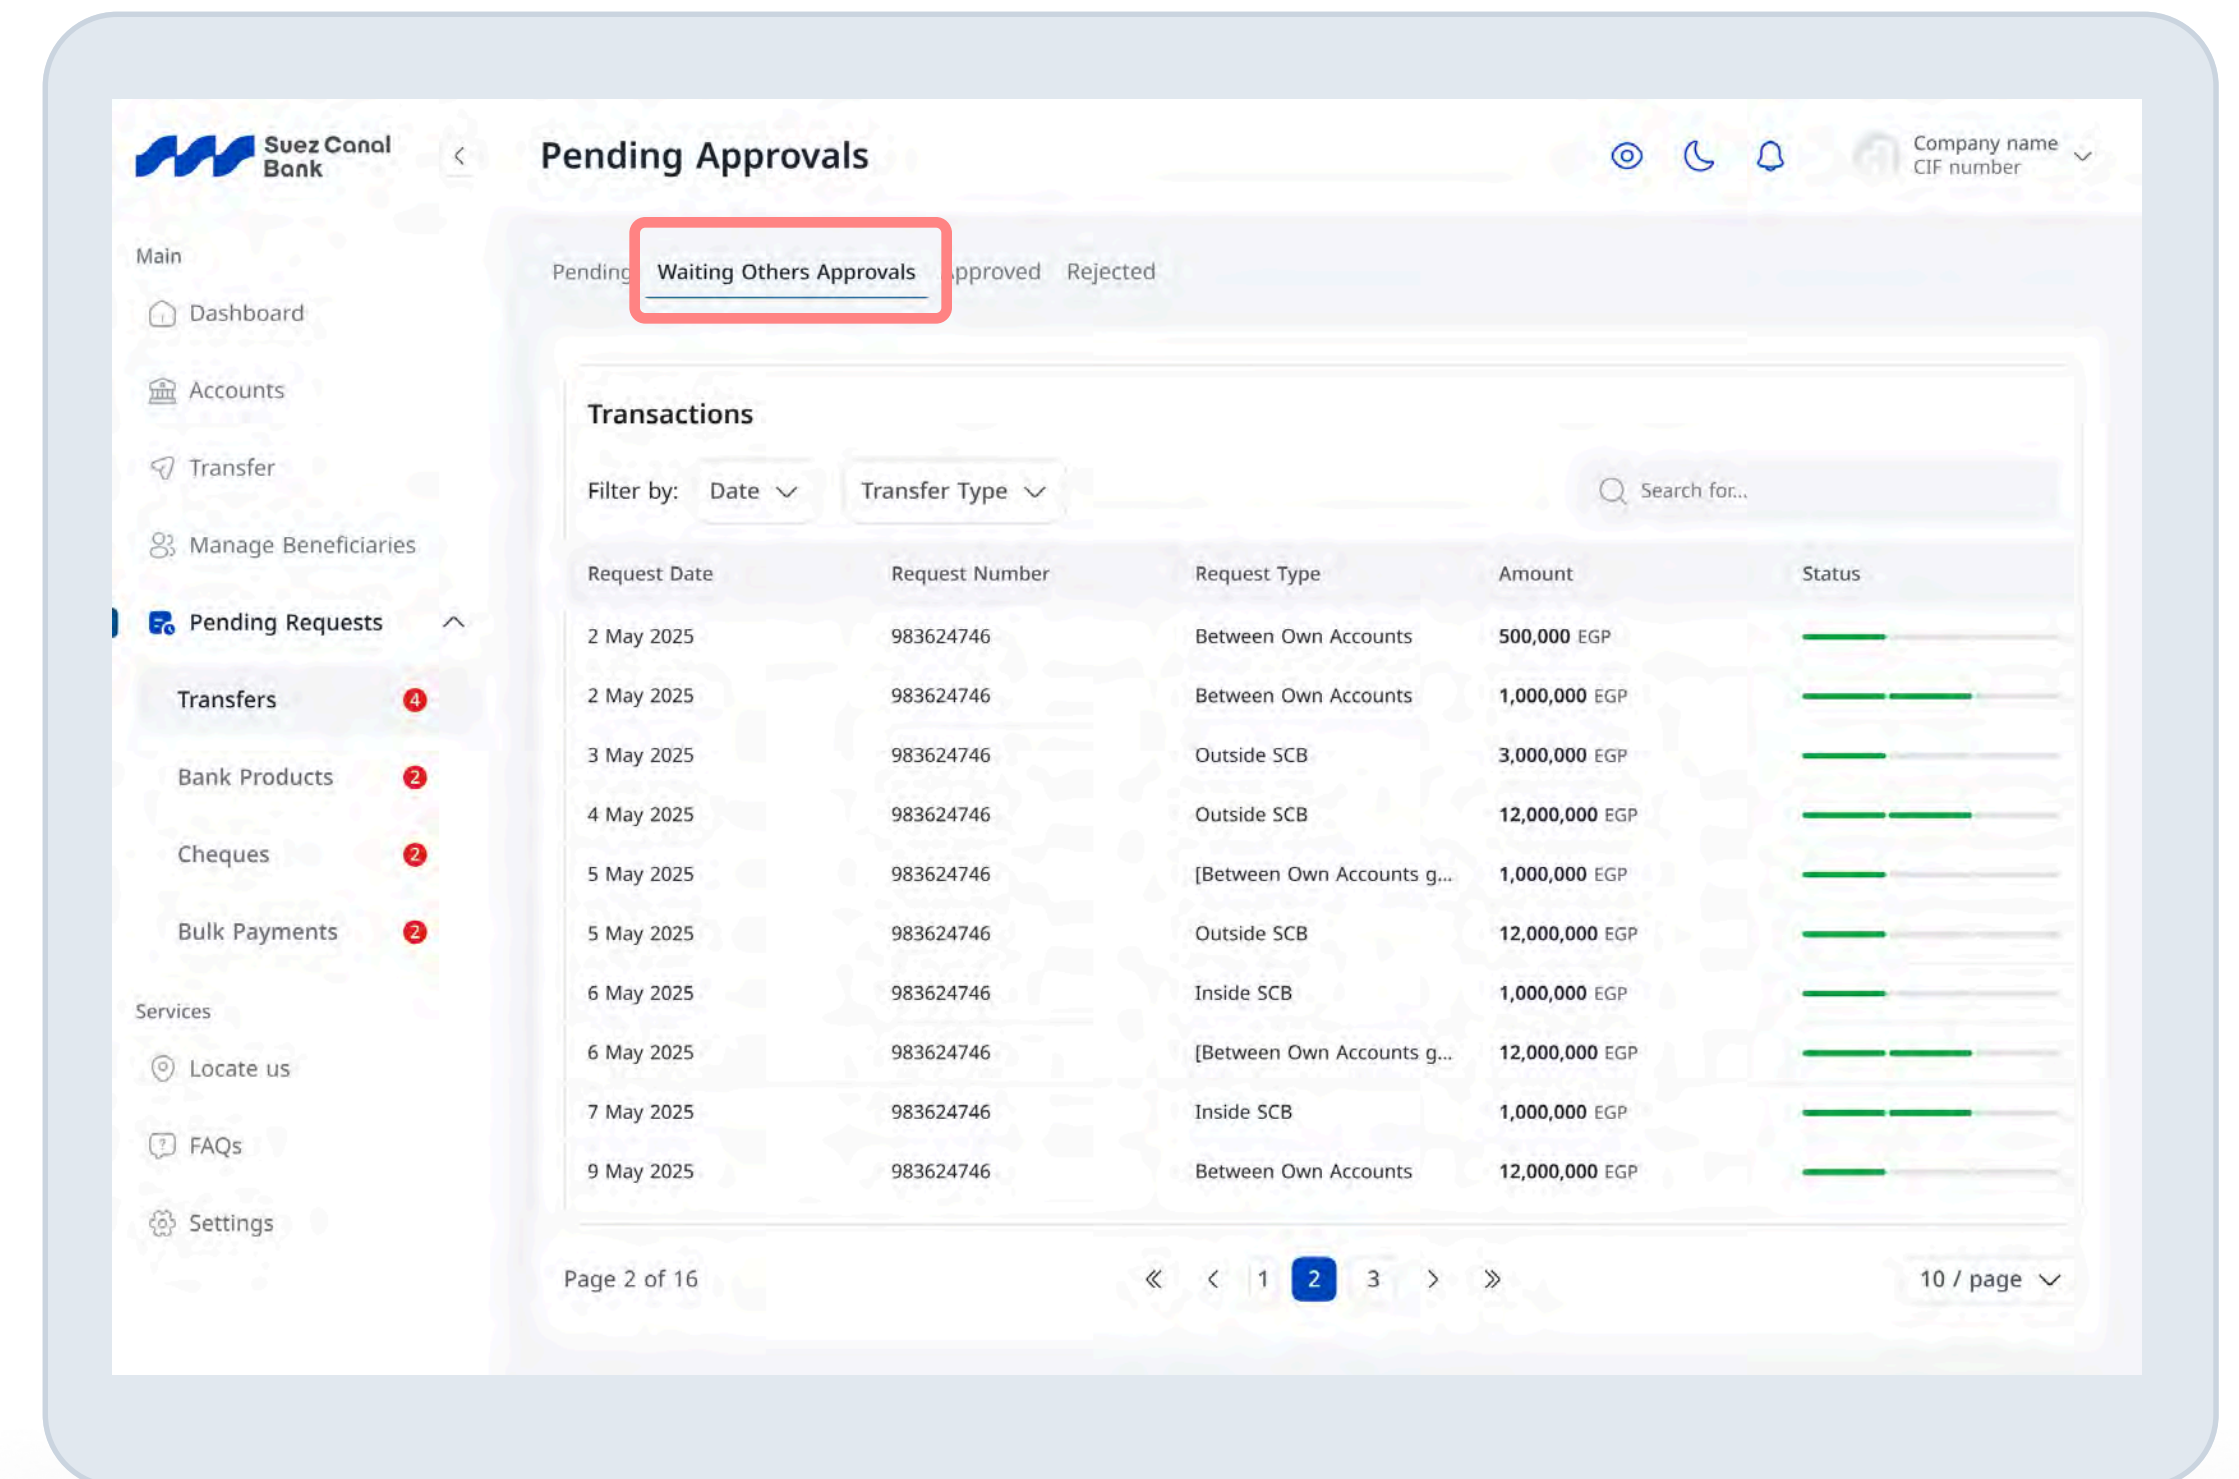 Suez Canal
Bank
Pending Approvals
Company name
CIF number
Main
Dashboard
Accounts
Transfer
Manage Beneficiaries
Pending Requests
Transfers 4
Bank Products 2
Cheques 2
Bulk Payments 2
Services
Locate us
FAQs
Settings
Pending Waiting Others Approvals pproved Rejected
Transactions
Filter by: Date Transfer Type Search for...
Request Date Request Number Request Type Amount Status
2 May 2025 983624746 Between Own Accounts 500,000 EGP
2 May 2025 983624746 Between Own Accounts 1,000,000 EGP
3 May 2025 983624746 Outside SCB 3,000,000 EGP
4 May 2025 983624746 Outside SCB 12,000,000 EGP
5 May 2025 983624746 [Between Own Accounts g... 1,000,000 EGP
5 May 2025 983624746 Outside SCB 12,000,000 EGP
6 May 2025 983624746 Inside SCB 1,000,000 EGP
6 May 2025 983624746 [Between Own Accounts g... 12,000,000 EGP
7 May 2025 983624746 Inside SCB 1,000,000 EGP
9 May 2025 983624746 Between Own Accounts 12,000,000 EGP
Page 2 of 16 « < 1 2 3 > » 10 / page